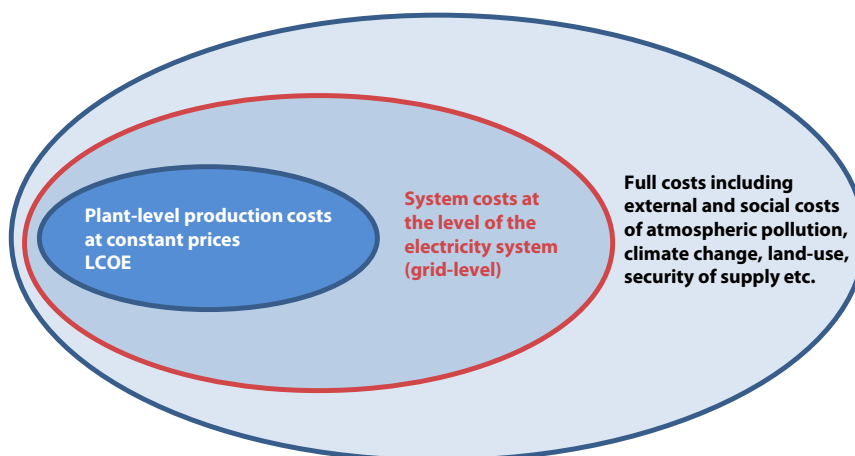 Plant-level production costs
at constant prices
LCOE
System costs at
the level of the
electricity system
(grid-level)
Full costs including
external and social costs
of atmospheric pollution,
climate change, land-use,
security of supply etc.